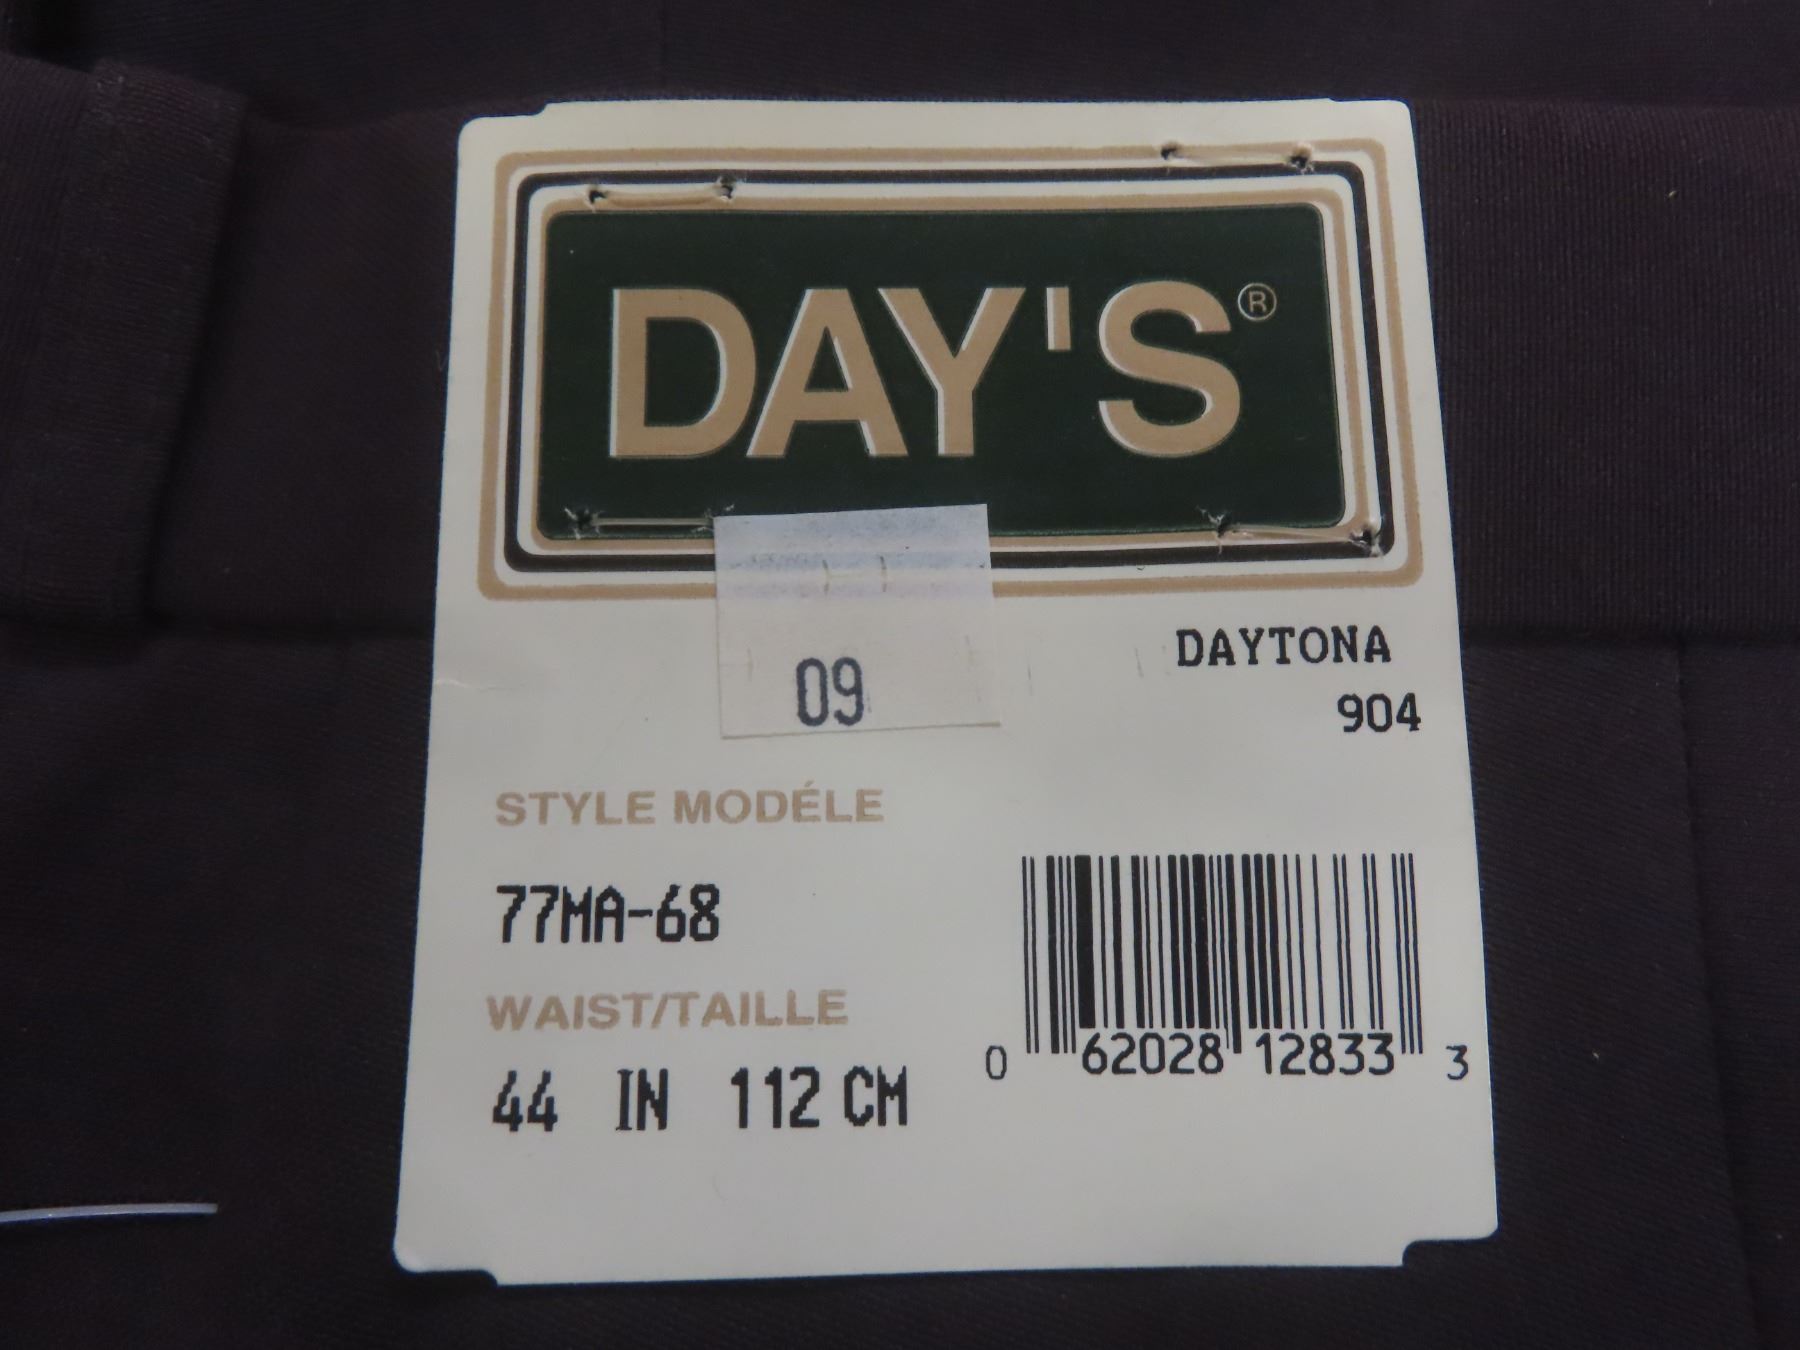 DAY'S®
09
DAYTONA
904
STYLE MODÉLE
77MA-68
WAIST/TAILLE
44 IN 112 CM
0 62028 12833 3